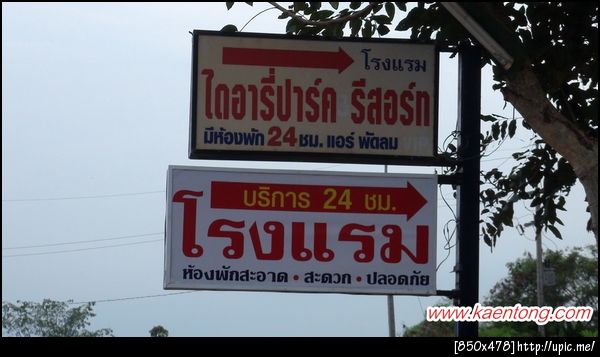 โรงแรม
ไดอารี่ปาร์ค รีสอร์ท
มีห้องพัก 24 ชม. แอร์ พัดลม VIP
บริการ 24 ชม.
โรงแรม
ห้องพักสะอาด • สะดวก • ปลอดภัย
www.kaentong.com
[850x478]http://upic.me/